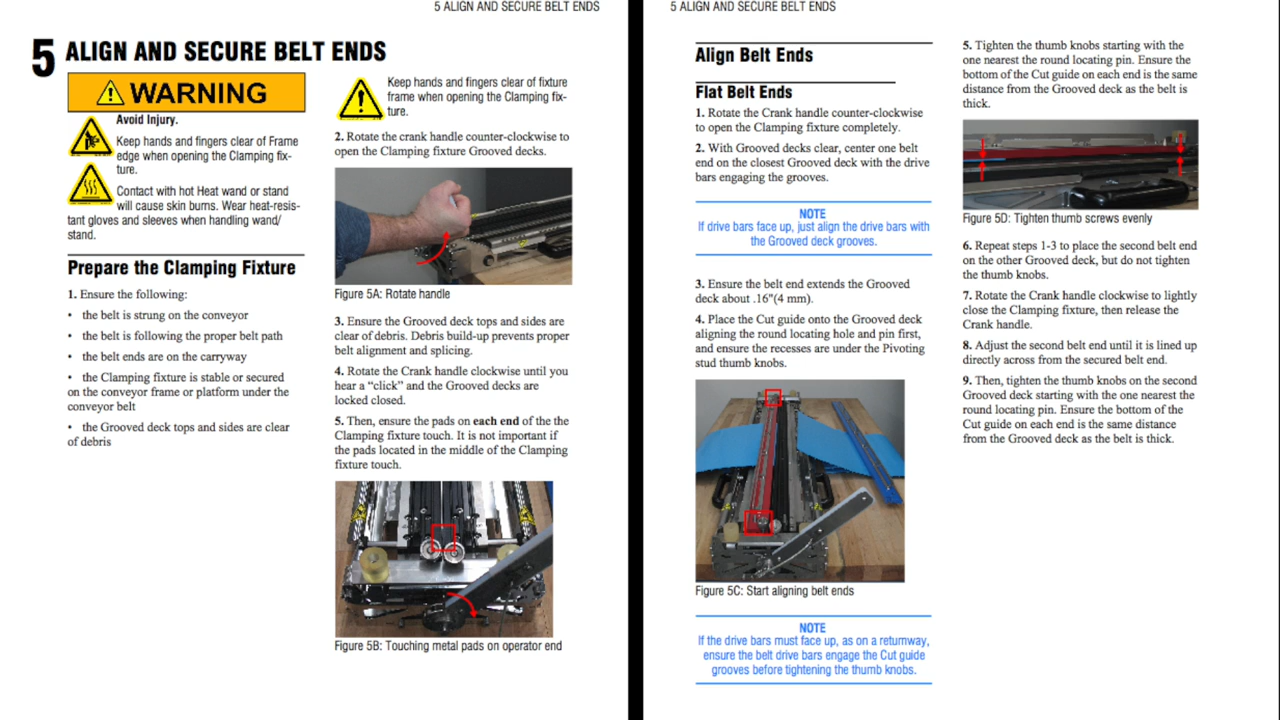 5 ALIGN AND SECURE BELT ENDS
5 ALIGN AND SECURE BELT ENDS
WARNING
Avoid Injury.
Keep hands and fingers clear of Frame
edge when opening the Clamping fix-
ture.
Contact with hot Heat wand or stand
will cause skin burns. Wear heat-resis-
tant gloves and sleeves when handling wand/
stand.
Prepare the Clamping Fixture
1. Ensure the following:
• the belt is strung on the conveyor
• the belt is following the proper belt path
• the belt ends are on the carryway
• the Clamping fixture is stable or secured
on the conveyor frame or platform under the
conveyor belt
• the Grooved deck tops and sides are clear
of debris
Keep hands and fingers clear of fixture
frame when opening the Clamping fix-
ture.
2. Rotate the crank handle counter-clockwise to
open the Clamping fixture Grooved decks.
Figure 5A: Rotate handle
3. Ensure the Grooved deck tops and sides are
clear of debris. Debris build-up prevents proper
belt alignment and splicing.
4. Rotate the Crank handle clockwise until you
hear a “click” and the Grooved decks are
locked closed.
5. Then, ensure the pads on each end of the the
Clamping fixture touch. It is not important if
the pads located in the middle of the Clamping
fixture touch.
Figure 5B: Touching metal pads on operator end
5 ALIGN AND SECURE BELT ENDS
Align Belt Ends
Flat Belt Ends
1. Rotate the Crank handle counter-clockwise
to open the Clamping fixture completely.
2. With Grooved decks clear, center one belt
end on the closest Grooved deck with the drive
bars engaging the grooves.
NOTE
If drive bars face up, just align the drive bars with
the Grooved deck grooves.
3. Ensure the belt end extends the Grooved
deck about .16"(4 mm).
4. Place the Cut guide onto the Grooved deck
aligning the round locating hole and pin first,
and ensure the recesses are under the Pivoting
stud thumb knobs.
Figure 5C: Start aligning belt ends
NOTE
If the drive bars must face up, as on a returnway,
ensure the belt drive bars engage the Cut guide
grooves before tightening the thumb knobs.
5. Tighten the thumb knobs starting with the
one nearest the round locating pin. Ensure the
bottom of the Cut guide on each end is the same
distance from the Grooved deck as the belt is
thick.
Figure 5D: Tighten thumb screws evenly
6. Repeat steps 1-3 to place the second belt end
on the other Grooved deck, but do not tighten
the thumb knobs.
7. Rotate the Crank handle clockwise to lightly
close the Clamping fixture, then release the
Crank handle.
8. Adjust the second belt end until it is lined up
directly across from the secured belt end.
9. Then, tighten the thumb knobs on the second
Grooved deck starting with the one nearest the
round locating pin. Ensure the bottom of the
Cut guide on each end is the same distance
from the Grooved deck as the belt is thick.